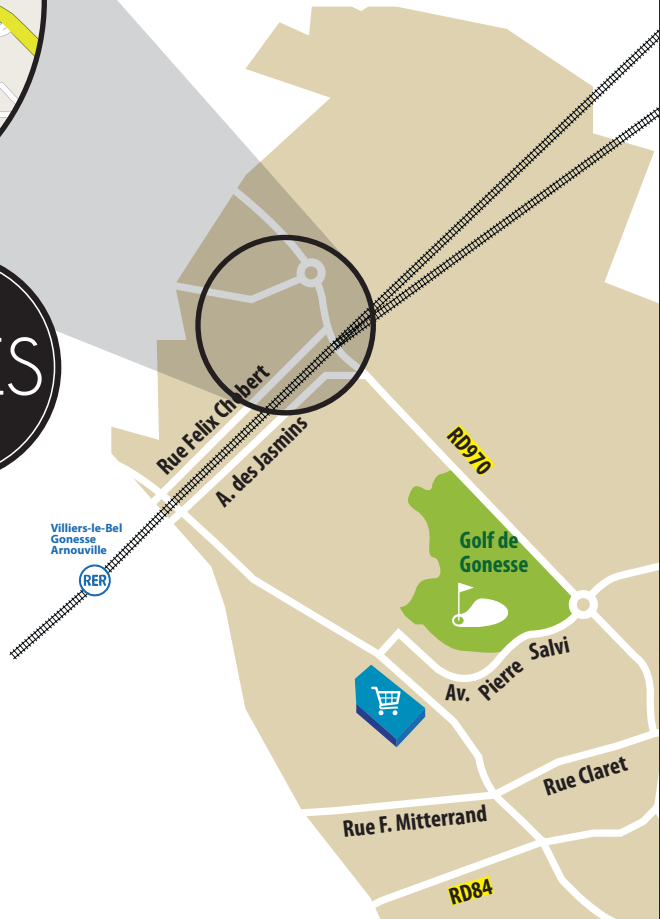 ES
Rue Felix Chobert
A. des Jasmins
RD970
Villiers-le-Bel
Gonesse
Arnouville
RER
Golf de
Gonesse
Av. Pierre Salvi
Rue Claret
Rue F. Mitterrand
RD84